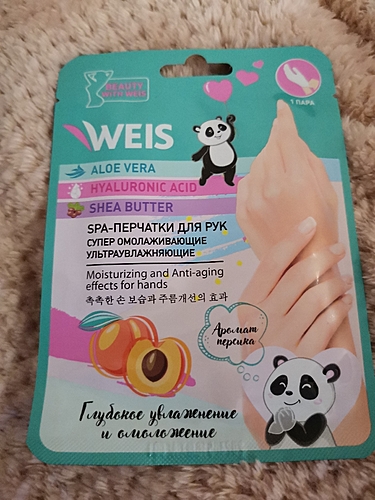 BEAUTY
WITH WEIS
1 ПАРА
WEIS
ALOE VERA
HYALURONIC ACID
SHEA BUTTER
SPA-ПЕРЧАТКИ ДЛЯ РУК
СУПЕР ОМОЛАЖИВАЮЩИЕ
УЛЬТРАУВЛАЖНЯЮЩИЕ
Moisturizing and Anti-aging
effects for hands
촉촉한 손 보습과 주름개선의 효과
Аромат
персика
Глубокое увлажнение
и омоложение